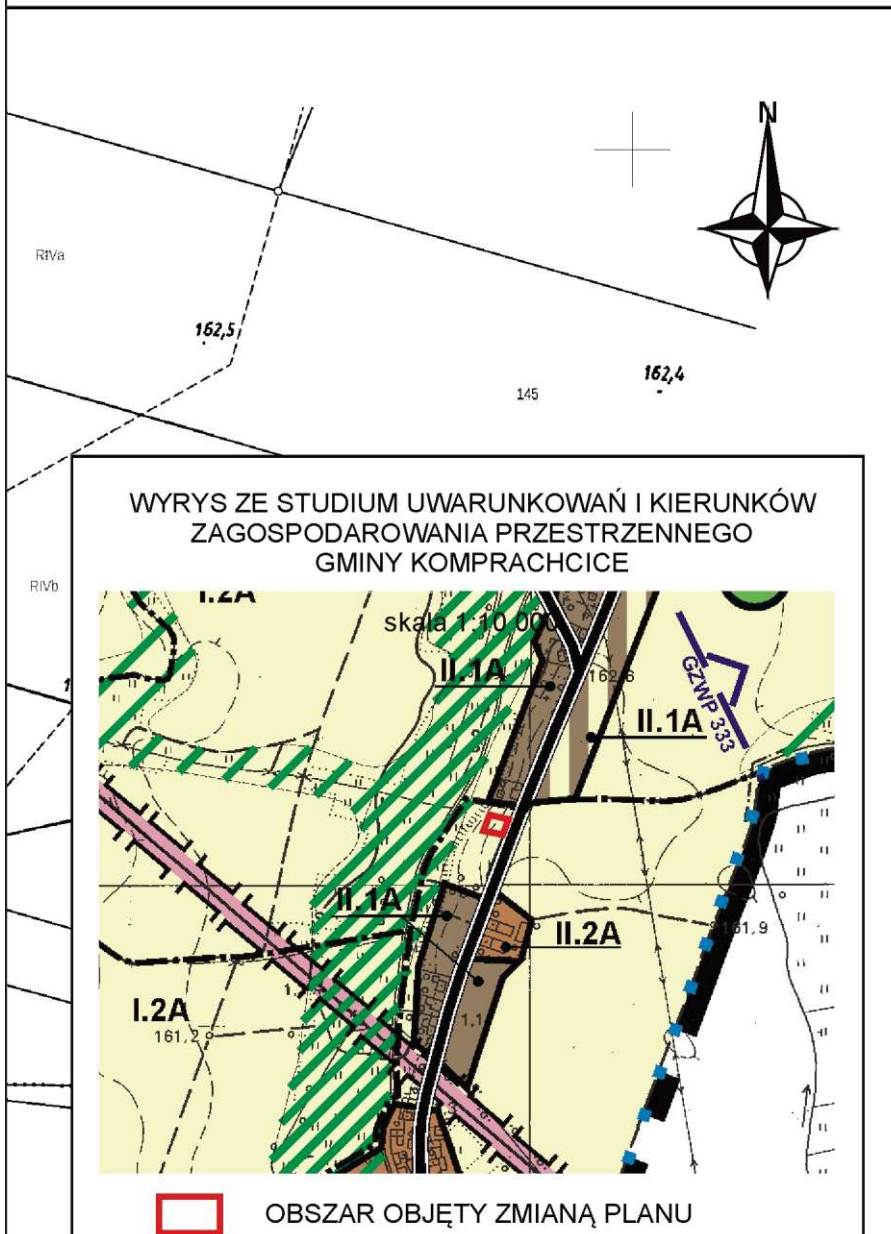 N
RIVa
162,5
145
162,4
WYRYS ZE STUDIUM UWARUNKOWAŃ I KIERUNKÓW
ZAGOSPODAROWANIA PRZESTRZENNEGO
GMINY KOMPRACHCICE
RIVb
I.2A
skala 1:10 000
II.1A
162,6
GZWP 333
II.1A
II.1A
II.2A
161,9
I.2A
161,2
1,1
OBSZAR OBJĘTY ZMIANĄ PLANU